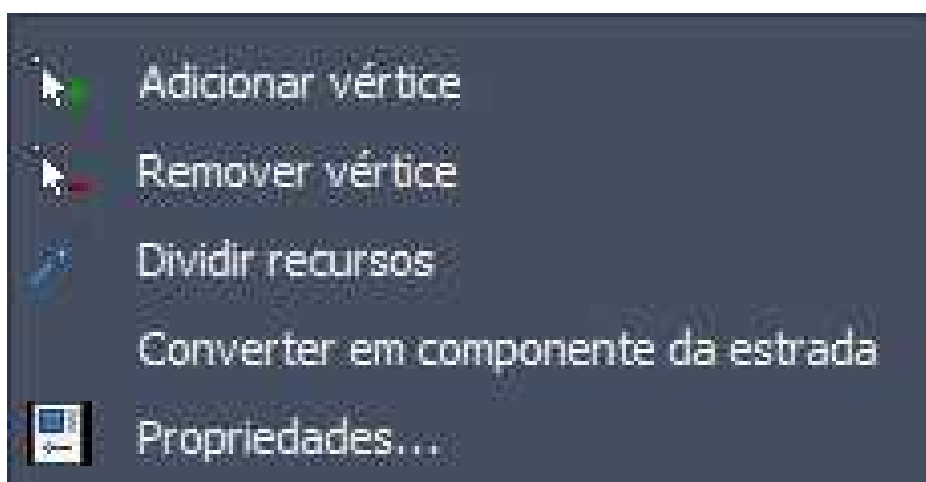 Adicionar vértice
Remover vértice
Dividir recursos
Converter em componente da estrada
Propriedades...